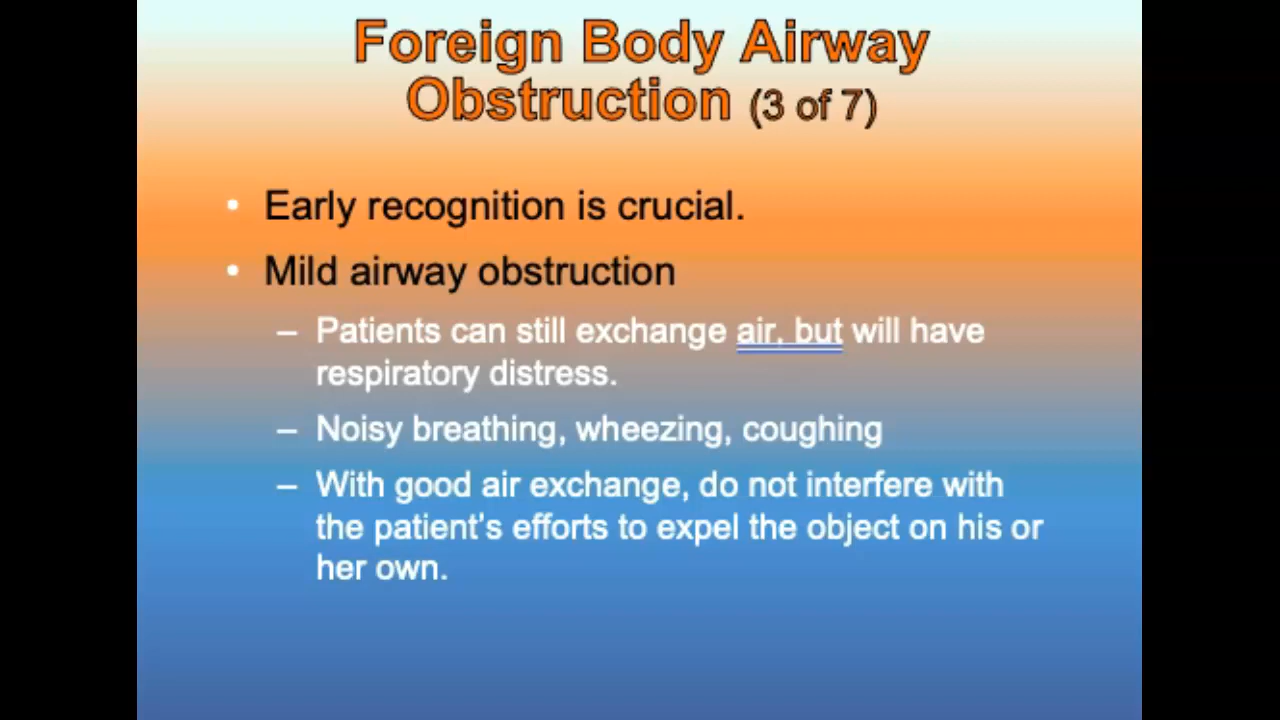 Foreign Body Airway
Obstruction (3 of 7)
• Early recognition is crucial.
• Mild airway obstruction
– Patients can still exchange air, but will have
respiratory distress.
– Noisy breathing, wheezing, coughing
– With good air exchange, do not interfere with
the patient’s efforts to expel the object on his or
her own.